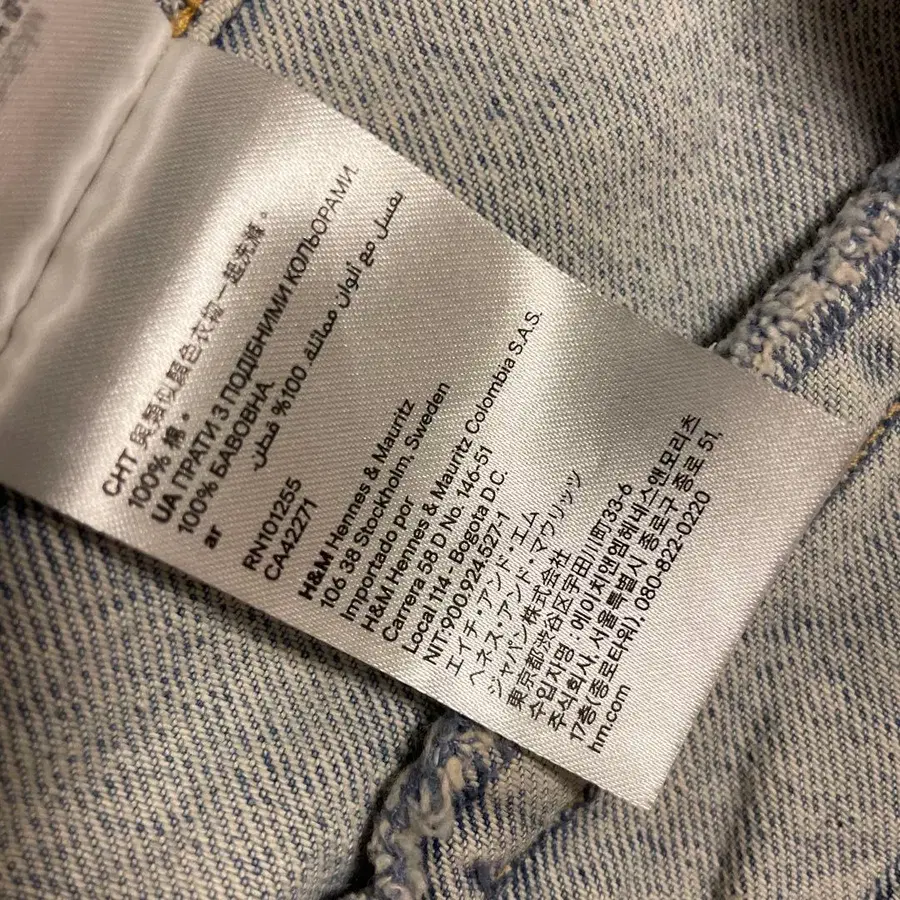 CHT 與類似顏色衣物一起洗滌。
100% 棉。
UA ПРАТИ З ПОДІБНИМИ КОЛЬОРАМИ.
100% БАВОВНА.
ar تغسل مع ألوان مماثلة. 100% قطن.
RN101255
CA42271
H&M Hennes & Mauritz
106 38 Stockholm, Sweden
Importado por
H&M Hennes & Mauritz Colombia S.A.S.
Carrera 58 D No. 146-51
Local 114 - Bogota D.C.
NIT:900.924.527-1
エイチ・アンド・エム
ヘネス・アンド・マウリッツ
ジャパン株式会社
東京都渋谷区宇田川町33-6
수입자명 : 에이치앤엠헤네스앤모리츠
주식회사, 서울특별시 종로구 종로 51,
17층(종로타워), 080-822-0220
hm.com